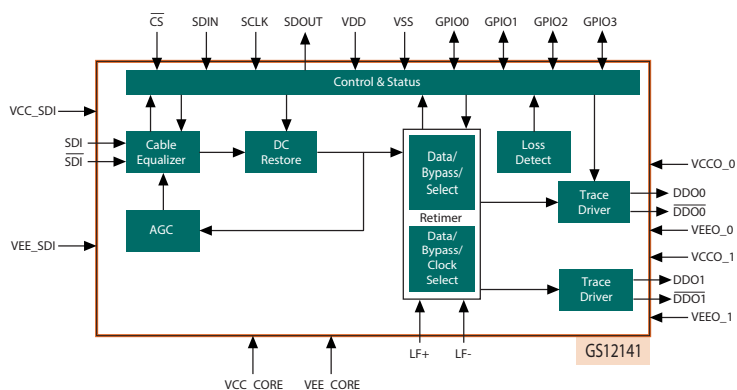 CS SDIN SCLK SDOUT VDD VSS GPIO0 GPIO1 GPIO2 GPIO3
Control & Status
VCC_SDI
SDI
SDI
Cable
Equalizer
DC
Restore
Data/
Bypass/
Select
Loss
Detect
VCCO_0
Trace
Driver
DDO0
DDO0
AGC
Retimer
VEE_SDI
VEEO_0
Data/
Bypass/
Clock
Select
VCCO_1
Trace
Driver
DDO1
DDO1
VEEO_1
LF+ LF-
GS12141
VCC_CORE VEE_CORE